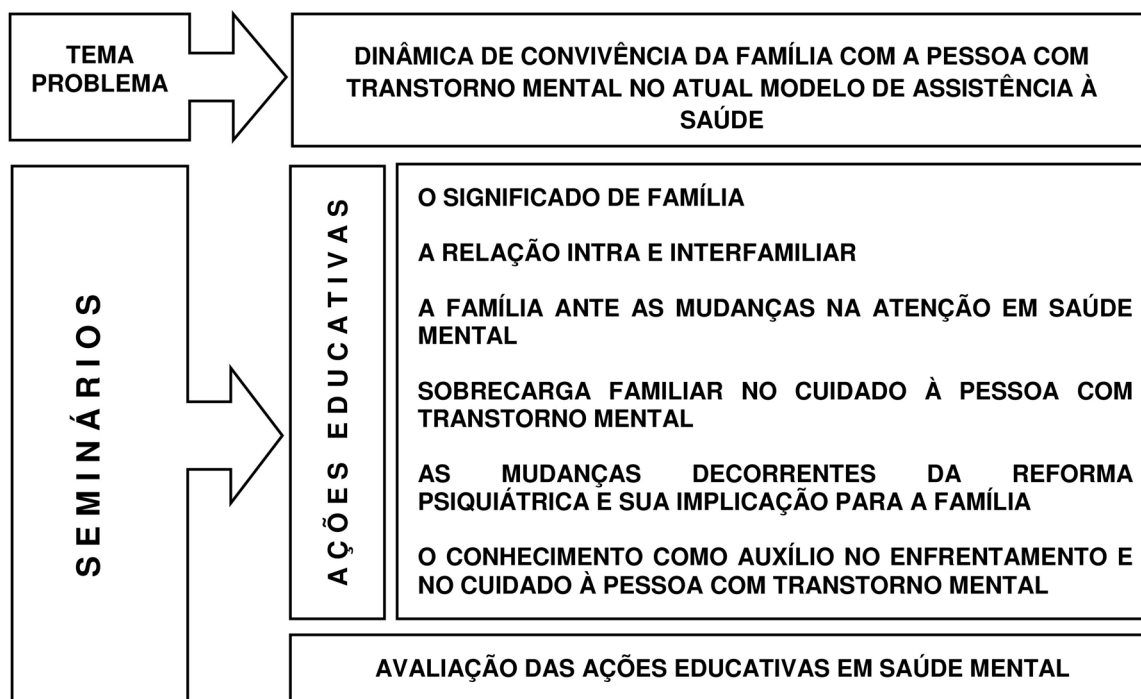 TEMA
PROBLEMA
DINÂMICA DE CONVIVÊNCIA DA FAMÍLIA COM A PESSOA COM
TRANSTORNO MENTAL NO ATUAL MODELO DE ASSISTÊNCIA À
SAÚDE
SEMINÁRIOS
AÇÕES EDUCATIVAS
O SIGNIFICADO DE FAMÍLIA
A RELAÇÃO INTRA E INTERFAMILIAR
A FAMÍLIA ANTE AS MUDANÇAS NA ATENÇÃO EM SAÚDE
MENTAL
SOBRECARGA FAMILIAR NO CUIDADO À PESSOA COM
TRANSTORNO MENTAL
AS MUDANÇAS DECORRENTES DA REFORMA
PSIQUIÁTRICA E SUA IMPLICAÇÃO PARA A FAMÍLIA
O CONHECIMENTO COMO AUXÍLIO NO ENFRENTAMENTO E
NO CUIDADO À PESSOA COM TRANSTORNO MENTAL
AVALIAÇÃO DAS AÇÕES EDUCATIVAS EM SAÚDE MENTAL